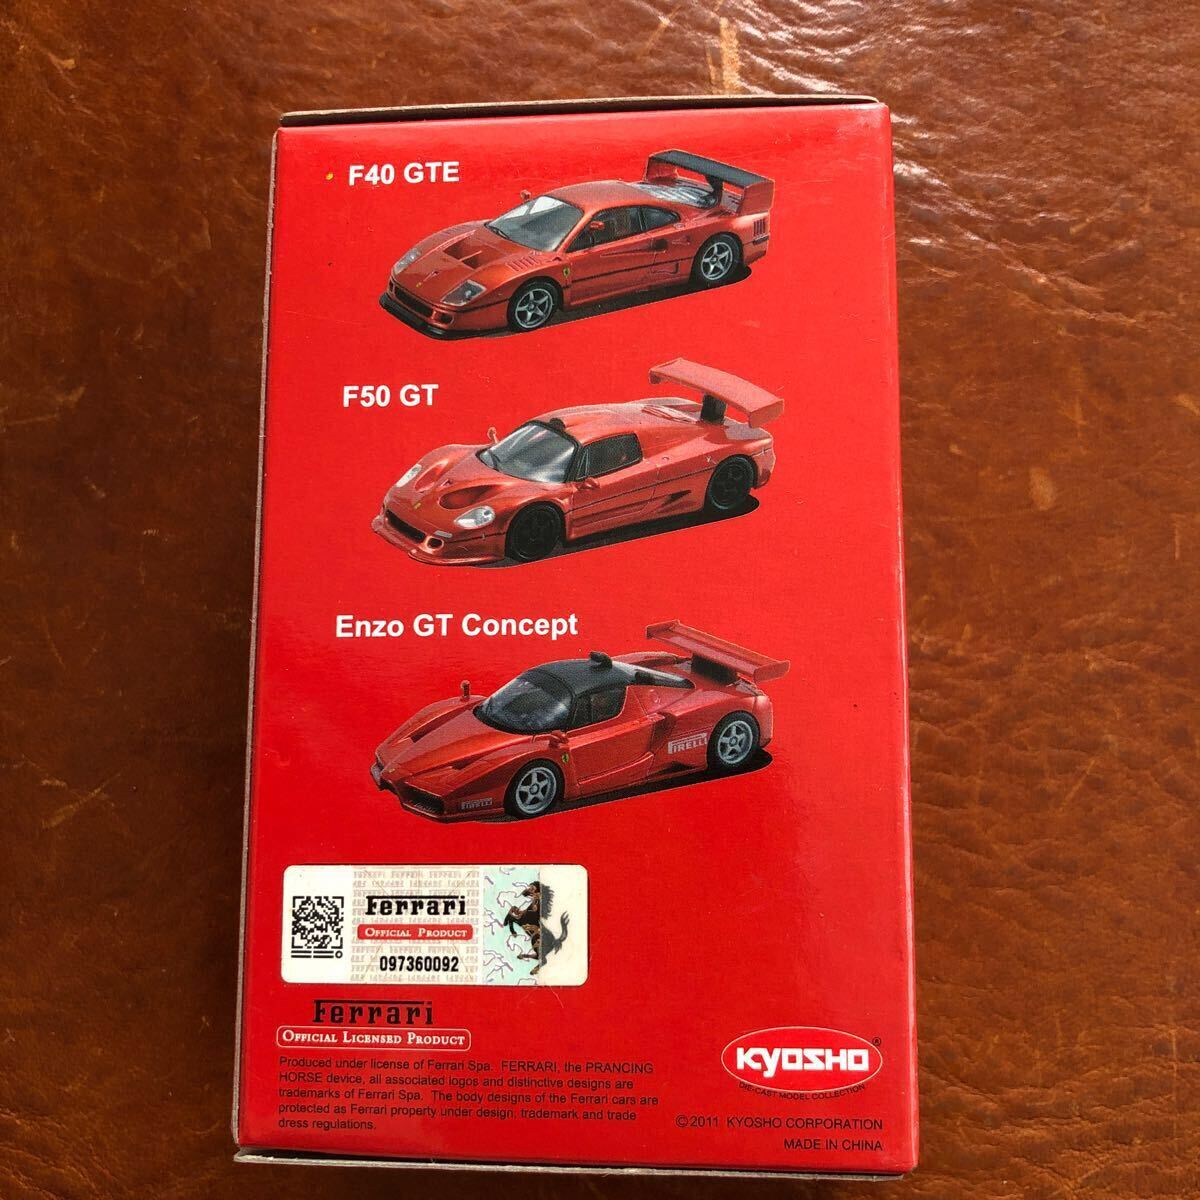 F40 GTE
F50 GT
Enzo GT Concept
PIRELLI
PIRELLI
Ferrari
OFFICIAL PRODUCT
097360092
Ferrari
OFFICIAL LICENSED PRODUCT
Produced under license of Ferrari Spa. FERRARI, the PRANCING
HORSE device, all associated logos and distinctive designs are
trademarks of Ferrari Spa. The body designs of the Ferrari cars are
protected as Ferrari property under design, trademark and trade
dress regulations.
KYOSHO®
DIE-CAST MODEL COLLECTION
©2011 KYOSHO CORPORATION
MADE IN CHINA